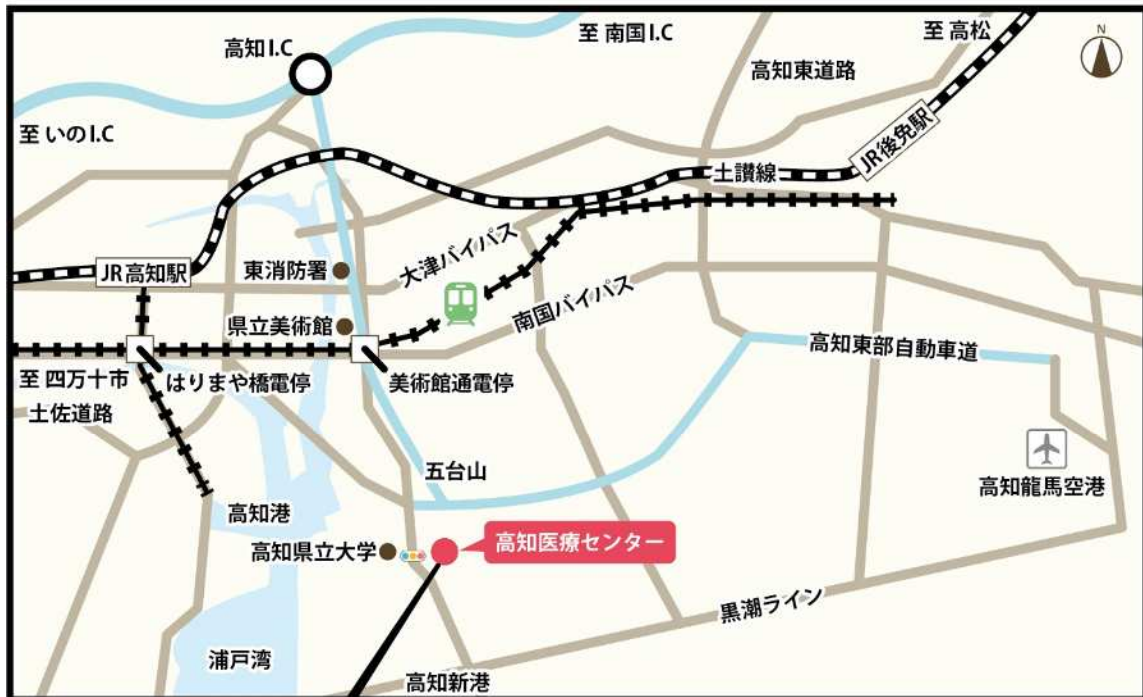 高知I.C
至 南国I.C
至 高松
N
高知東道路
至 いのI.C
JR後免駅
土讃線
大津バイパス
JR高知駅
東消防署
南国バイパス
県立美術館
高知東部自動車道
至 四万十市
はりまや橋電停
美術館通電停
土佐道路
五台山
高知龍馬空港
高知港
高知県立大学
高知医療センター
黒潮ライン
浦戸湾
高知新港